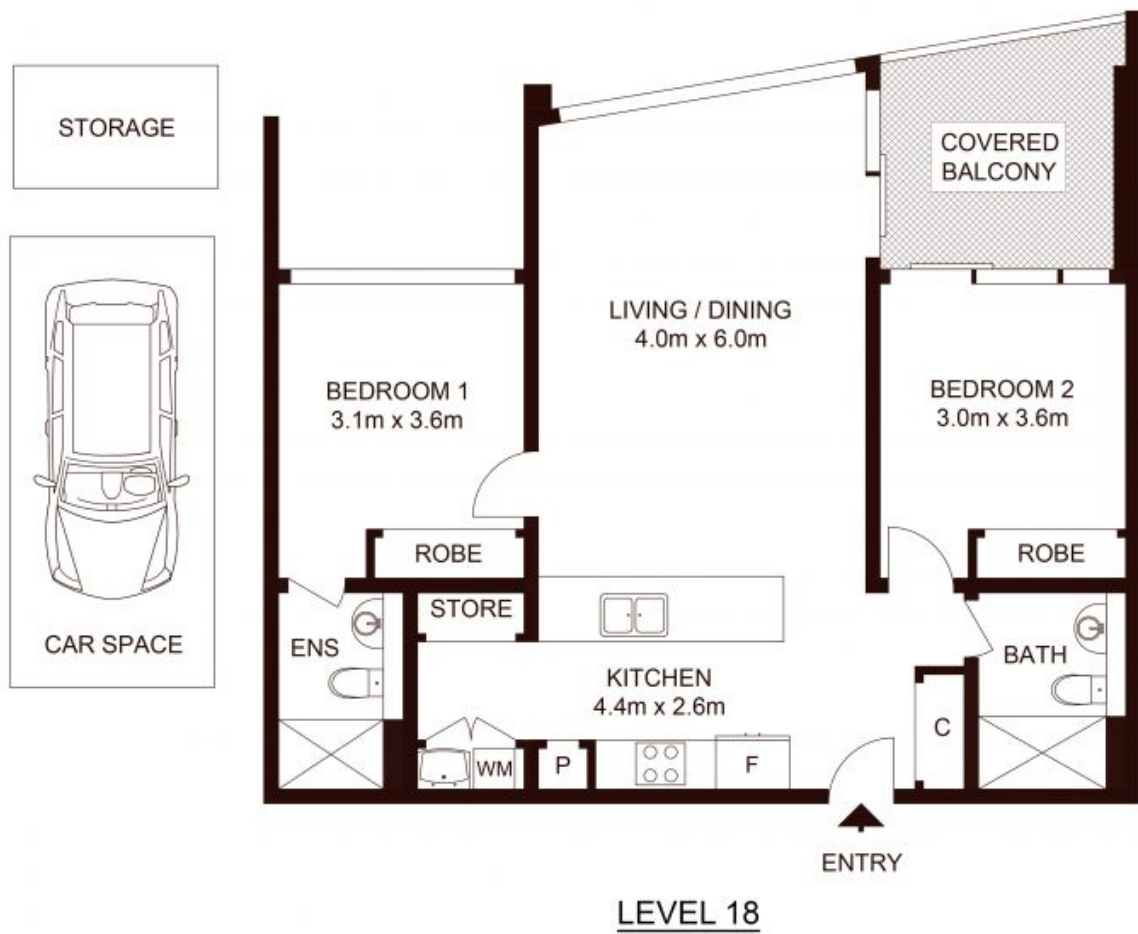 STORAGE
COVERED
BALCONY
LIVING / DINING
4.0m x 6.0m
BEDROOM 1
3.1m x 3.6m
BEDROOM 2
3.0m x 3.6m
ROBE
ROBE
STORE
CAR SPACE
ENS
BATH
KITCHEN
4.4m x 2.6m
C
WM
P
F
ENTRY
LEVEL 18